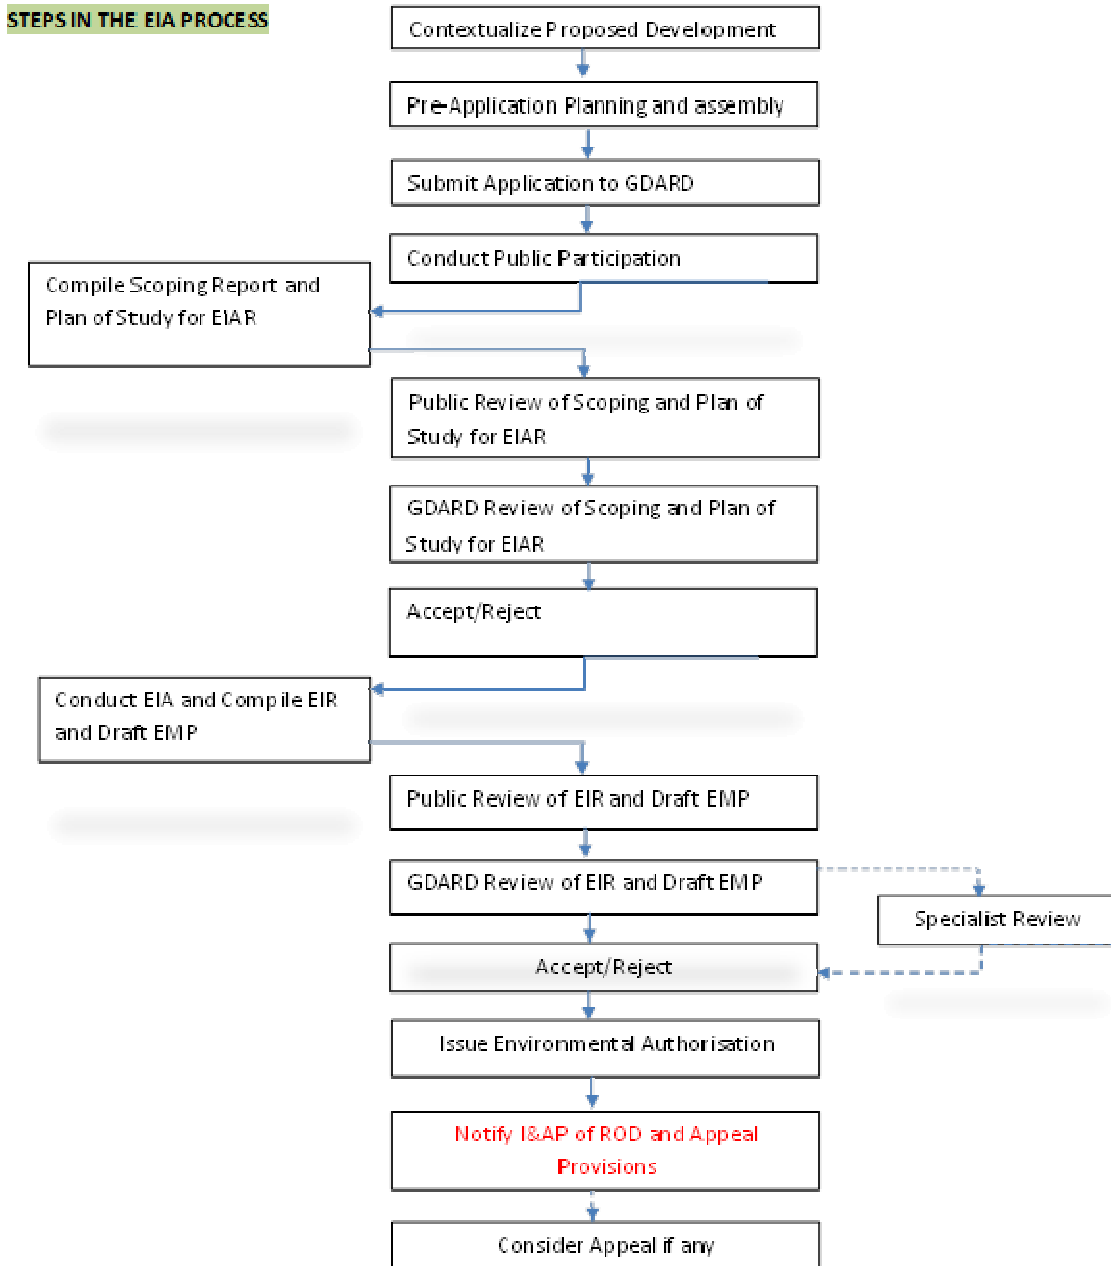 STEPS IN THE EIA PROCESS
Contextualize Proposed Development
Pre-Application Planning and assembly
Submit Application to GDARD
Conduct Public Participation
Compile Scoping Report and
Plan of Study for EIAR
Public Review of Scoping and Plan of
Study for EIAR
GDARD Review of Scoping and Plan of
Study for EIAR
Accept/Reject
Conduct EIA and Compile EIR
and Draft EMP
Public Review of EIR and Draft EMP
GDARD Review of EIR and Draft EMP
Specialist Review
Accept/Reject
Issue Environmental Authorisation
Notify I&AP of ROD and Appeal
Provisions
Consider Appeal if any